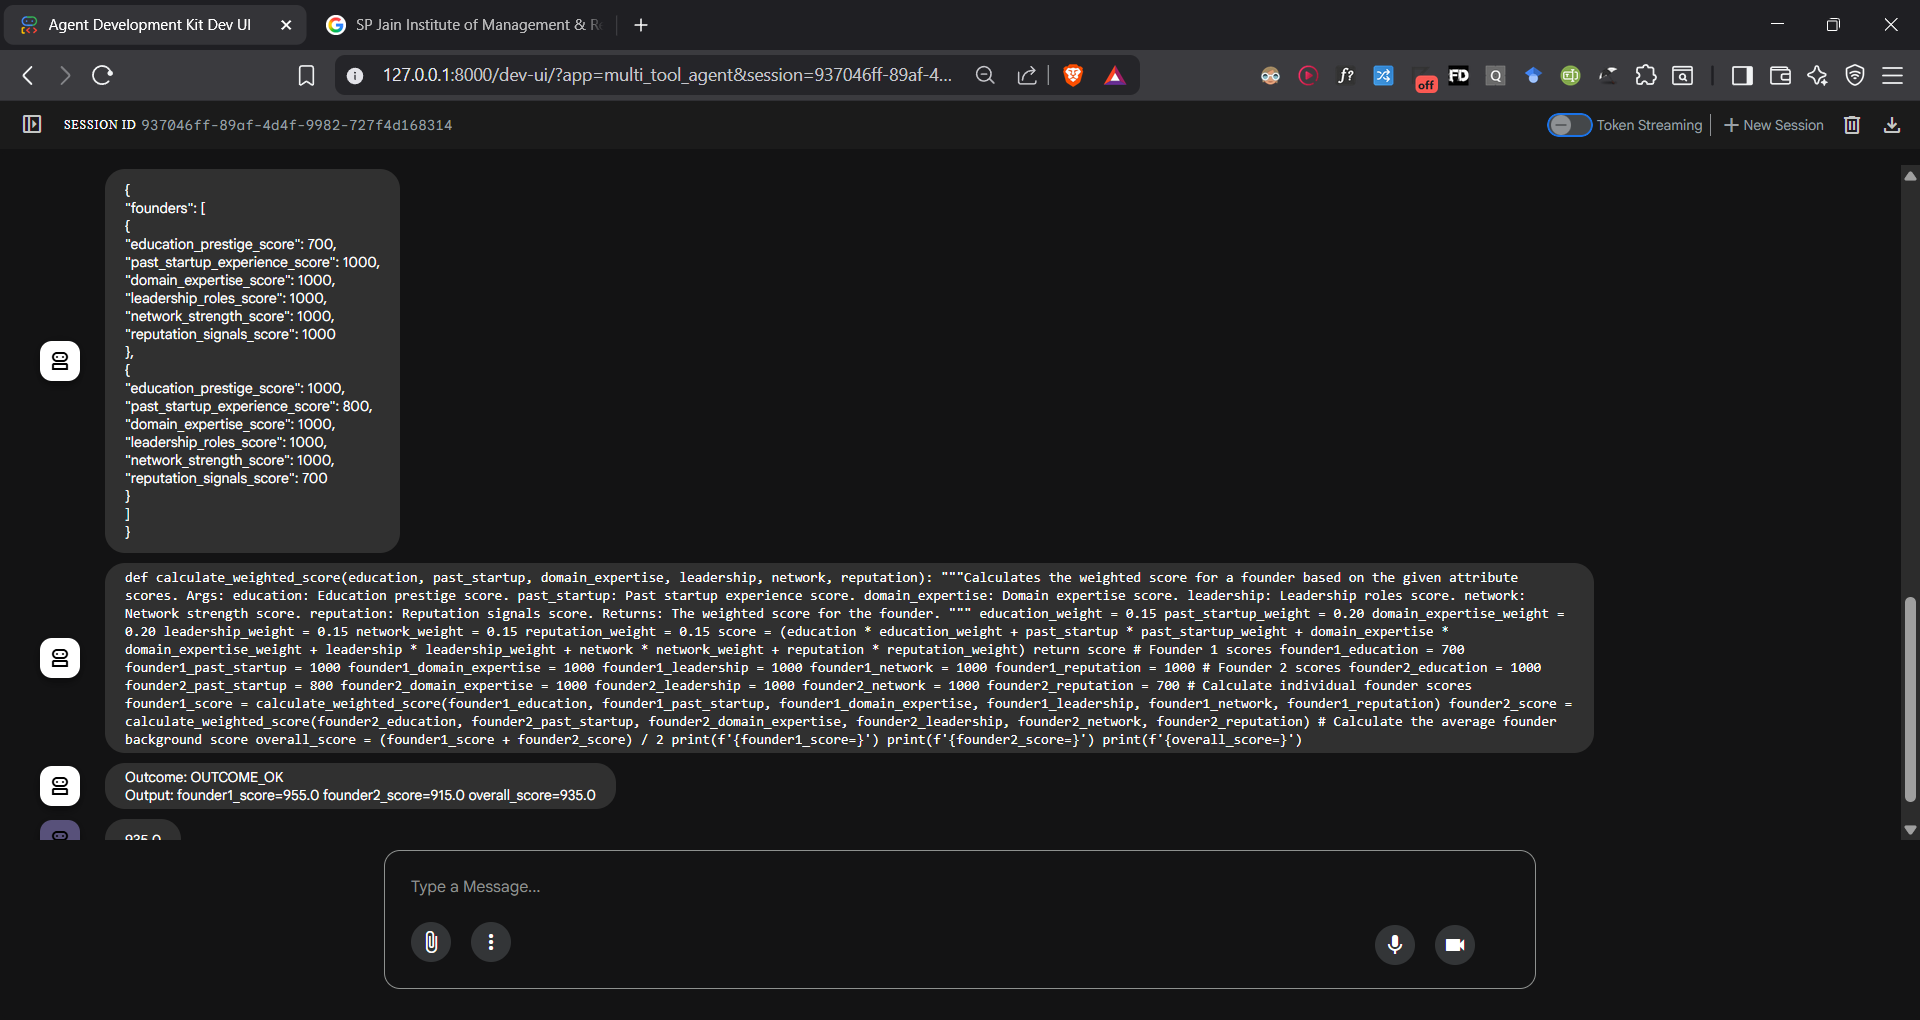 Agent Development Kit Dev UI
SP Jain Institute of Management &
127.0.0.1:8000/dev-ui/?app=multi_tool_agent&session=937046ff-89af-4...
f?
off
FD
Q
SESSION ID 937046ff-89af-4d4f-9982-727f4d168314
Token Streaming
New Session
{
"founders": [
{
"education_prestige_score": 700,
"past_startup_experience_score": 1000,
"domain_expertise_score": 1000,
"leadership_roles_score": 1000,
"network_strength_score": 1000,
"reputation_signals_score": 1000
},
{
"education_prestige_score": 1000,
"past_startup_experience_score": 800,
"domain_expertise_score": 1000,
"leadership_roles_score": 1000,
"network_strength_score": 1000,
"reputation_signals_score": 700
}
]
}
def calculate_weighted_score(education, past_startup, domain_expertise, leadership, network, reputation): """Calculates the weighted score for a founder based on the given attribute
scores. Args: education: Education prestige score. past_startup: Past startup experience score. domain_expertise: Domain expertise score. leadership: Leadership roles score. network:
Network strength score. reputation: Reputation signals score. Returns: The weighted score for the founder. """ education_weight = 0.15 past_startup_weight = 0.20 domain_expertise_weight =
0.20 leadership_weight = 0.15 network_weight = 0.15 reputation_weight = 0.15 score = (education * education_weight + past_startup * past_startup_weight + domain_expertise *
domain_expertise_weight + leadership * leadership_weight + network * network_weight + reputation * reputation_weight) return score # Founder 1 scores founder1_education = 700
founder1_past_startup = 1000 founder1_domain_expertise = 1000 founder1_leadership = 1000 founder1_network = 1000 founder1_reputation = 1000 # Founder 2 scores founder2_education = 1000
founder2_past_startup = 800 founder2_domain_expertise = 1000 founder2_leadership = 1000 founder2_network = 1000 founder2_reputation = 700 # Calculate individual founder scores
founder1_score = calculate_weighted_score(founder1_education, founder1_past_startup, founder1_domain_expertise, founder1_leadership, founder1_network, founder1_reputation) founder2_score =
calculate_weighted_score(founder2_education, founder2_past_startup, founder2_domain_expertise, founder2_leadership, founder2_network, founder2_reputation) # Calculate the average founder
background score overall_score = (founder1_score + founder2_score) / 2 print(f'{founder1_score=}') print(f'{founder2_score=}') print(f'{overall_score=}')
Outcome: OUTCOME_OK
Output: founder1_score=955.0 founder2_score=915.0 overall_score=935.0
935.0
Type a Message...